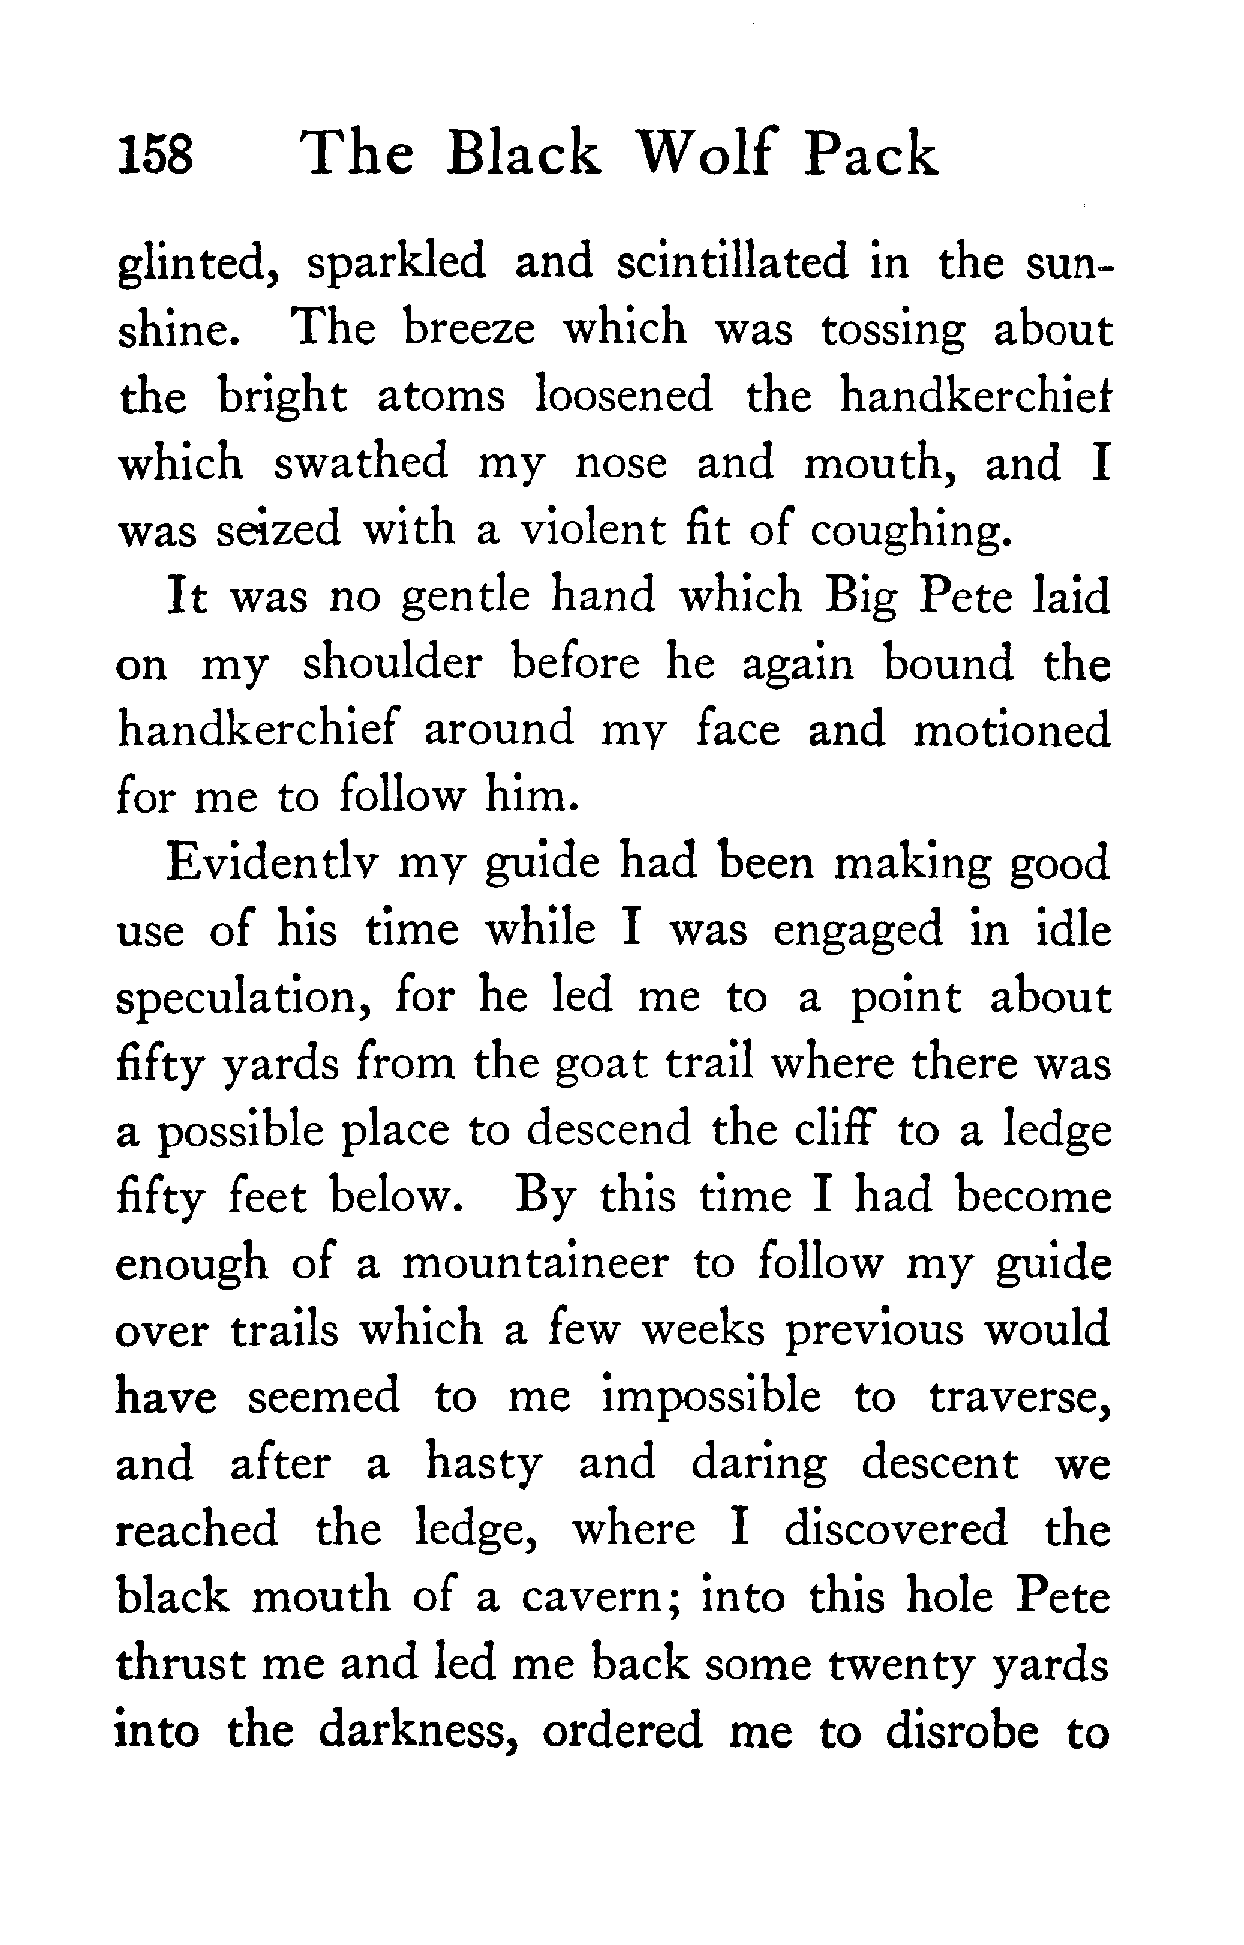 158 The Black Wolf Pack
glinted, sparkled and scintillated in the sun-
shine. The breeze which was tossing about
the bright atoms loosened the handkerchief
which swathed my nose and mouth, and I
was seized with a violent fit of coughing.
It was no gentle hand which Big Pete laid
on my shoulder before he again bound the
handkerchief around my face and motioned
for me to follow him.
Evidently my guide had been making good
use of his time while I was engaged in idle
speculation, for he led me to a point about
fifty yards from the goat trail where there was
a possible place to descend the cliff to a ledge
fifty feet below. By this time I had become
enough of a mountaineer to follow my guide
over trails which a few weeks previous would
have seemed to me impossible to traverse,
and after a hasty and daring descent we
reached the ledge, where I discovered the
black mouth of a cavern; into this hole Pete
thrust me and led me back some twenty yards
into the darkness, ordered me to disrobe to